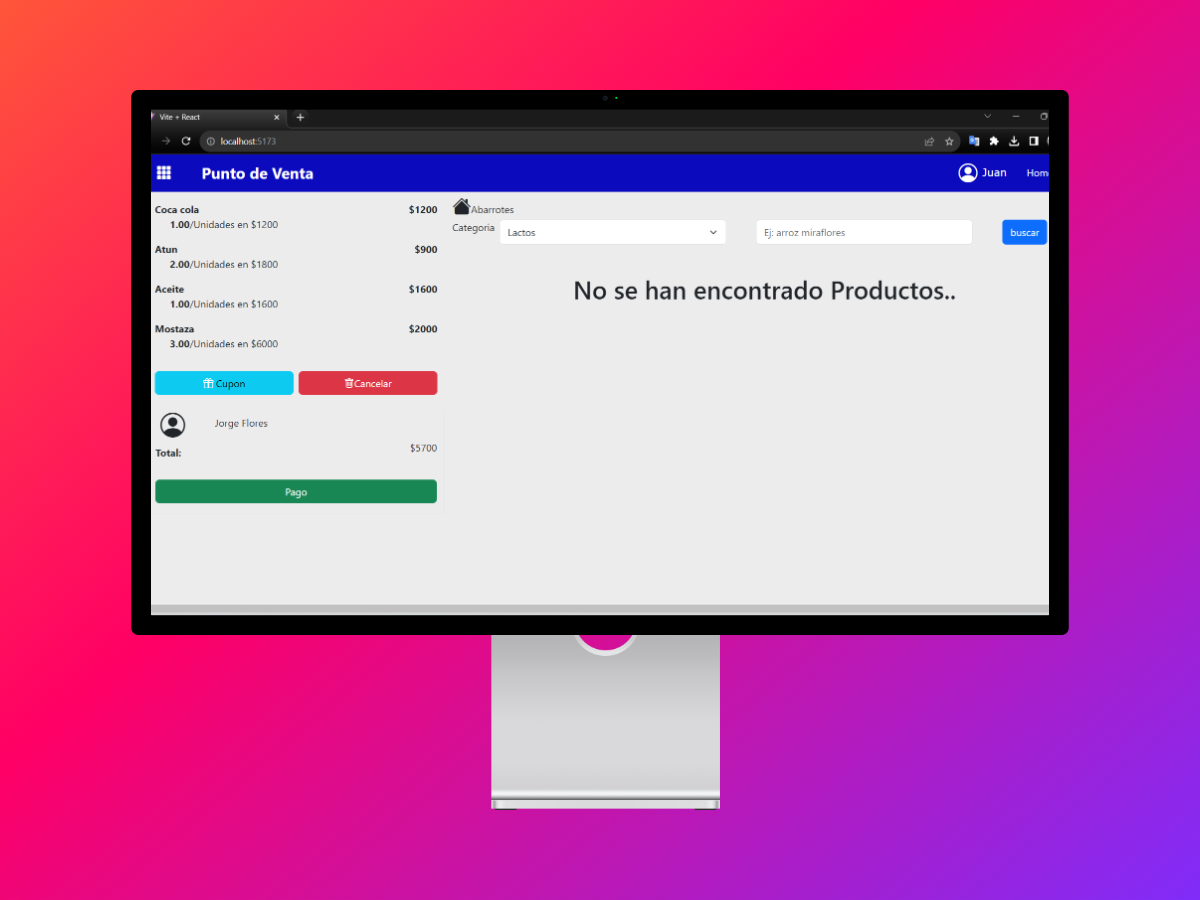 Vite + React
localhost:5173
Punto de Venta
Juan
Hom
Coca cola $1200
1.00/Unidades en $1200
Atun $900
2.00/Unidades en $1800
Aceite $1600
1.00/Unidades en $1600
Mostaza $2000
3.00/Unidades en $6000
Cupon
Cancelar
Jorge Flores
Total: $5700
Pago
Abarrotes
Categoria
Lactos
Ej: arroz miraflores
buscar
No se han encontrado Productos..